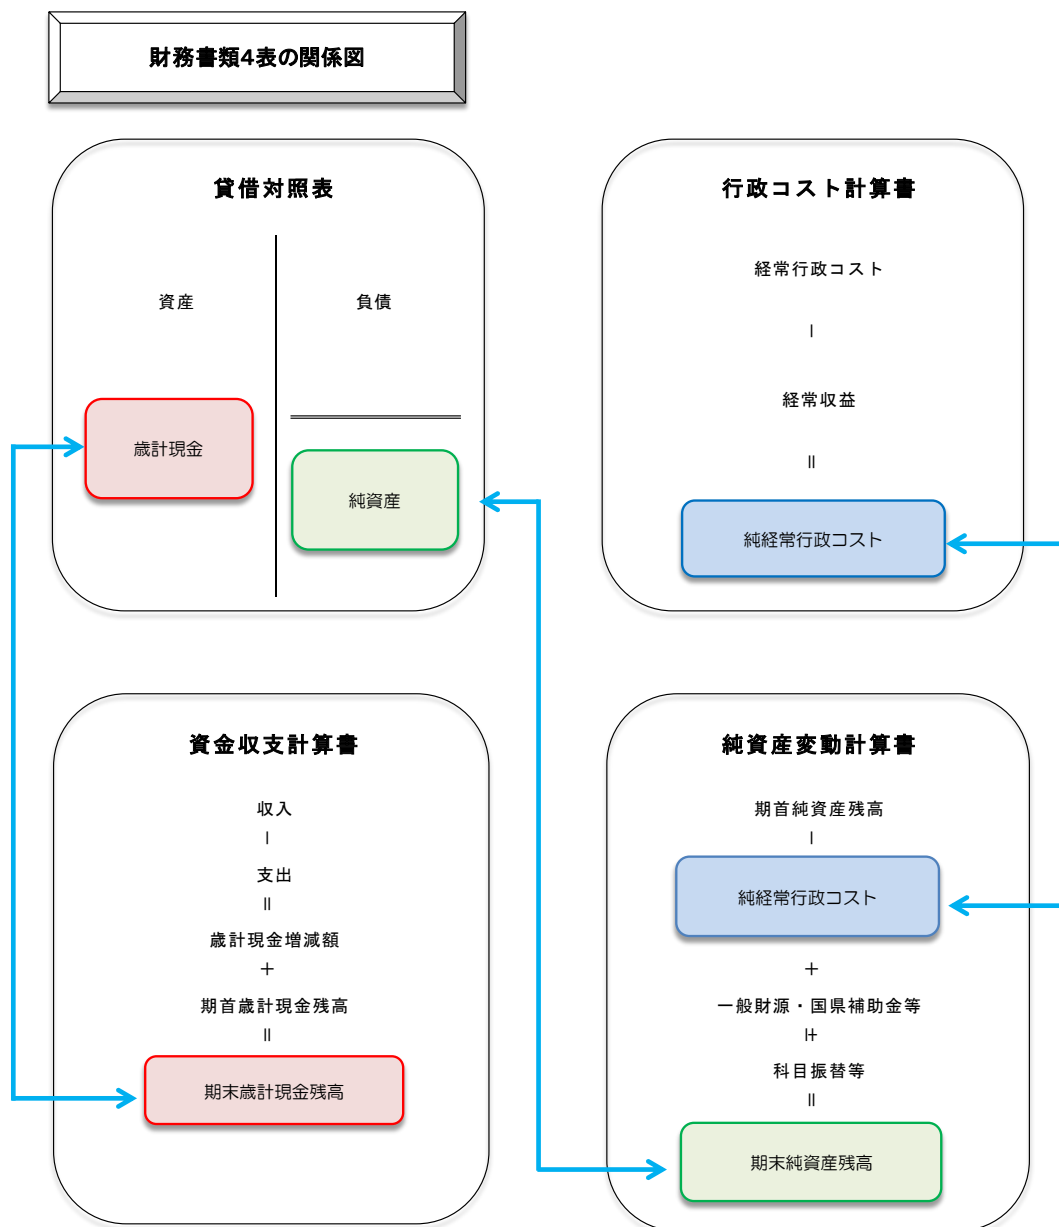 財務書類4表の関係図
貸借対照表
資産
負債
歳計現金
純資産
行政コスト計算書
経常行政コスト
－
経常収益
＝
純経常行政コスト
資金収支計算書
収入
－
支出
＝
歳計現金増減額
＋
期首歳計現金残高
＝
期末歳計現金残高
純資産変動計算書
期首純資産残高
－
純経常行政コスト
＋
一般財源・国県補助金等
±
科目振替等
＝
期末純資産残高